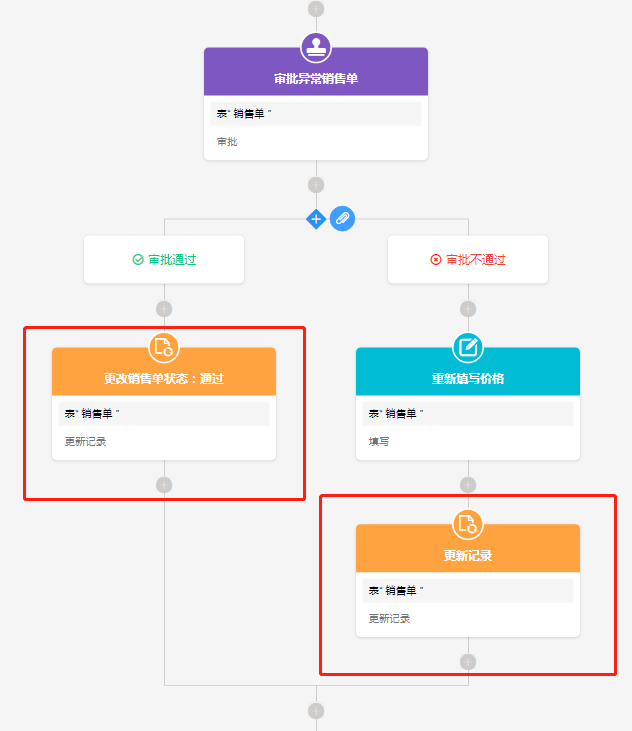 审批异常销售单
表“ 销售单 ”
审批
审批通过
审批不通过
更改销售单状态：通过
表“ 销售单 ”
更新记录
重新填写价格
表“ 销售单 ”
填写
更新记录
表“ 销售单 ”
更新记录